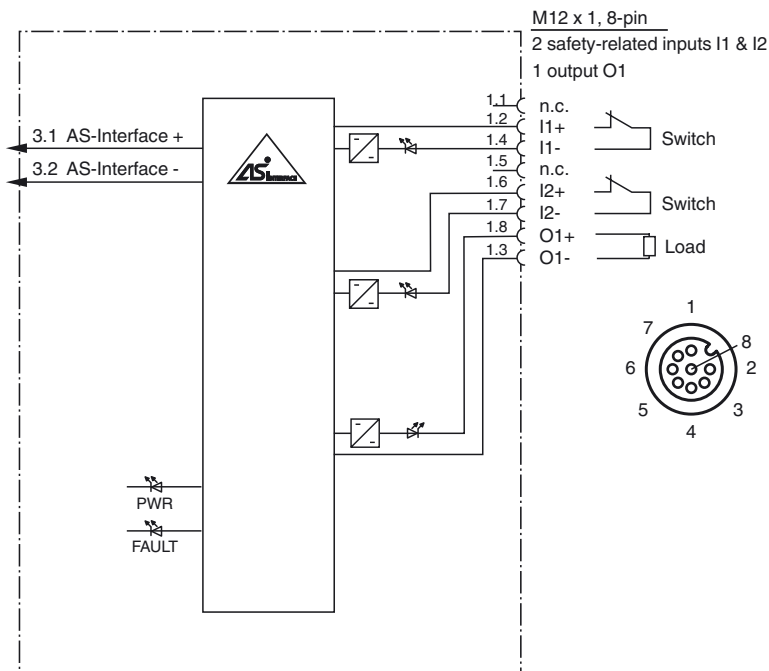 M12 x 1, 8-pin
2 safety-related inputs I1 & I2
1 output O1
1.1 n.c.
1.2 I1+
1.4 I1-
Switch
1.5 n.c.
1.6 I2+
1.7 I2-
Switch
1.8 O1+
1.3 O1-
Load
3.1 AS-Interface +
3.2 AS-Interface -
AS INTERFACE
PWR
FAULT
1
7
8
6
2
5
3
4